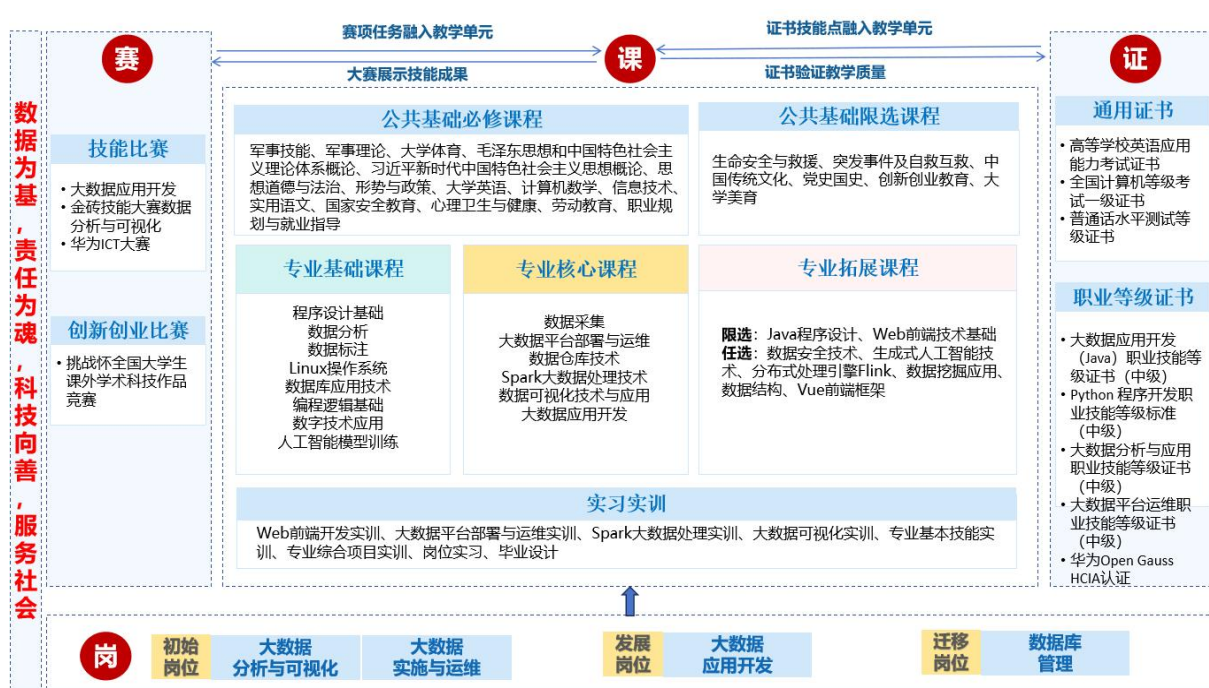 数据为基，责任为魂，科技向善，服务社会
赛
赛项任务融入教学单元
大赛展示技能成果
课
证书技能点融入教学单元
证书验证教学质量
证
技能比赛
• 大数据应用开发
• 金砖技能大赛数据
分析与可视化
• 华为ICT大赛
创新创业比赛
• 挑战怀全国大学生
课外学术科技作品
竞赛
公共基础必修课程
军事技能、军事理论、大学体育、毛泽东思想和中国特色社会主
义理论体系概论、习近平新时代中国特色社会主义思想概论、思
想道德与法治、形势与政策、大学英语、计算机数学、信息技术、
实用语文、国家安全教育、心理卫生与健康、劳动教育、职业规
划与就业指导
公共基础限选课程
生命安全与救援、突发事件及自救互救、中
国传统文化、党史国史、创新创业教育、大
学美育
专业基础课程
程序设计基础
数据分析
数据标注
Linux操作系统
数据库应用技术
编程逻辑基础
数字技术应用
人工智能模型训练
专业核心课程
数据采集
大数据平台部署与运维
数据仓库技术
Spark大数据处理技术
数据可视化技术与应用
大数据应用开发
专业拓展课程
限选：Java程序设计、Web前端技术基础
任选：数据安全技术、生成式人工智能技
术、分布式处理引擎Flink、数据挖掘应用、
数据结构、Vue前端框架
实习实训
Web前端开发实训、大数据平台部署与运维实训、Spark大数据处理实训、大数据可视化实训、专业基本技能实
训、专业综合项目实训、岗位实习、毕业设计
通用证书
• 高等学校英语应用
能力考试证书
• 全国计算机等级考
试一级证书
• 普通话水平测试等
级证书
职业等级证书
• 大数据应用开发
（Java）职业技能等
级证书（中级）
• Python 程序开发职
业技能等级标准
（中级）
• 大数据分析与应用
职业技能等级证书
（中级）
• 大数据平台运维职
业技能等级证书
（中级）
• 华为Open Gauss
HCIA认证
岗
初始
岗位
大数据
分析与可视化
大数据
实施与运维
发展
岗位
大数据
应用开发
迁移
岗位
数据库
管理